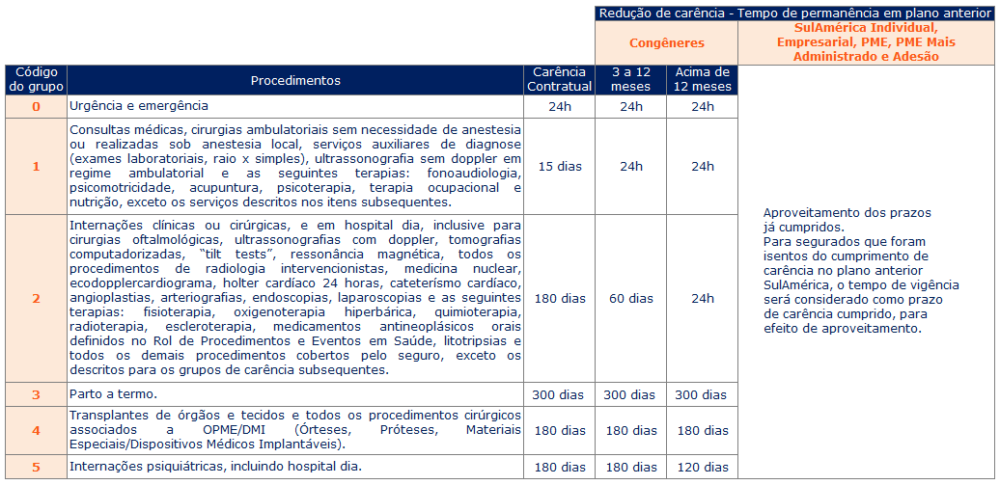 Redução de carência - Tempo de permanência em plano anterior
Congêneres
SulAmérica Individual,
Empresarial, PME, PME Mais
Administrado e Adesão
Código
do grupo
Procedimentos
Carência
Contratual
3 a 12
meses
Acima de
12 meses
0
Urgência e emergência
24h
24h
24h
1
Consultas médicas, cirurgias ambulatoriais sem necessidade de anestesia
ou realizadas sob anestesia local, serviços auxiliares de diagnose
(exames laboratoriais, raio x simples), ultrassonografia sem doppler em
regime ambulatorial e as seguintes terapias: fonoaudiologia,
psicomotricidade, acupuntura, psicoterapia, terapia ocupacional e
nutrição, exceto os serviços descritos nos itens subsequentes.
15 dias
24h
24h
2
Internações clínicas ou cirúrgicas, e em hospital dia, inclusive para
cirurgias oftalmológicas, ultrassonografias com doppler, tomografias
computadorizadas, “tilt tests”, ressonância magnética, todos os
procedimentos de radiologia intervencionistas, medicina nuclear,
ecodopplercardiograma, holter cardíaco 24 horas, cateterísmo cardíaco,
angioplastias, arteriografias, endoscopias, laparoscopias e as seguintes
terapias: fisioterapia, oxigenoterapia hiperbárica, quimioterapia,
radioterapia, escleroterapia, medicamentos antineoplásicos orais
definidos no Rol de Procedimentos e Eventos em Saúde, litotripsias e
todos os demais procedimentos cobertos pelo seguro, exceto os
descritos para os grupos de carência subsequentes.
180 dias
60 dias
24h
Aproveitamento dos prazos
já cumpridos.
Para segurados que foram
isentos do cumprimento de
carência no plano anterior
SulAmérica, o tempo de vigência
será considerado como prazo
de carência cumprido, para
efeito de aproveitamento.
3
Parto a termo.
300 dias
300 dias
300 dias
4
Transplantes de órgãos e tecidos e todos os procedimentos cirúrgicos
associados a OPME/DMI (Órteses, Próteses, Materiais
Especiais/Dispositivos Médicos Implantáveis).
180 dias
180 dias
180 dias
5
Internações psiquiátricas, incluindo hospital dia.
180 dias
180 dias
120 dias